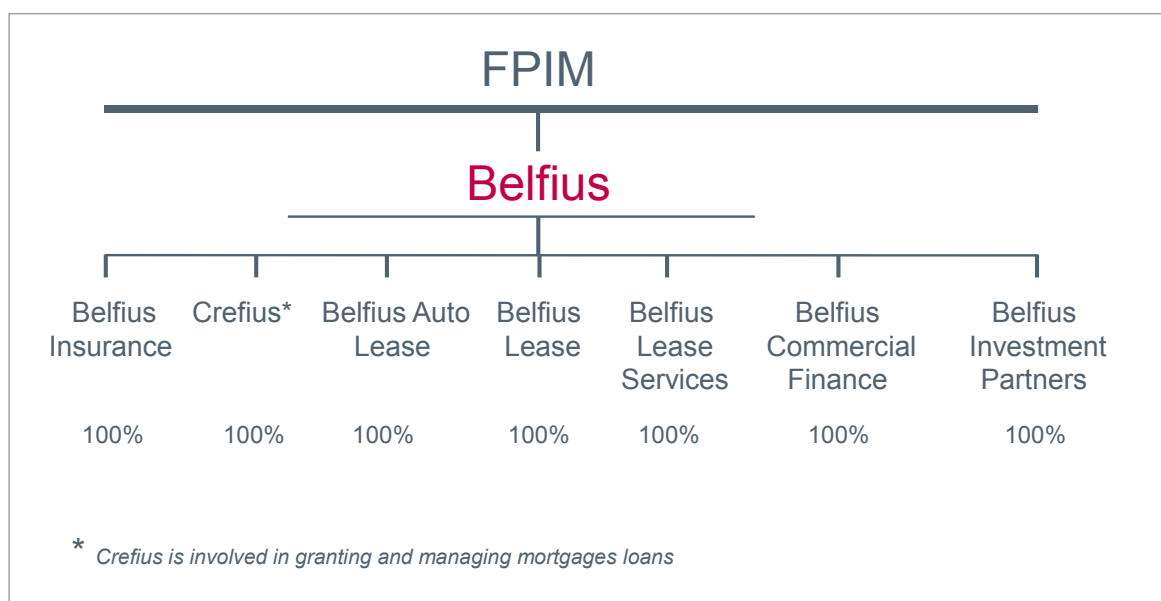 FPIM
Belfius
Belfius
Insurance
Crefius*
Belfius Auto
Lease
Belfius
Lease
Belfius
Lease
Services
Belfius
Commercial
Finance
Belfius
Investment
Partners
100%
100%
100%
100%
100%
100%
100%
* Crefius is involved in granting and managing mortgages loans